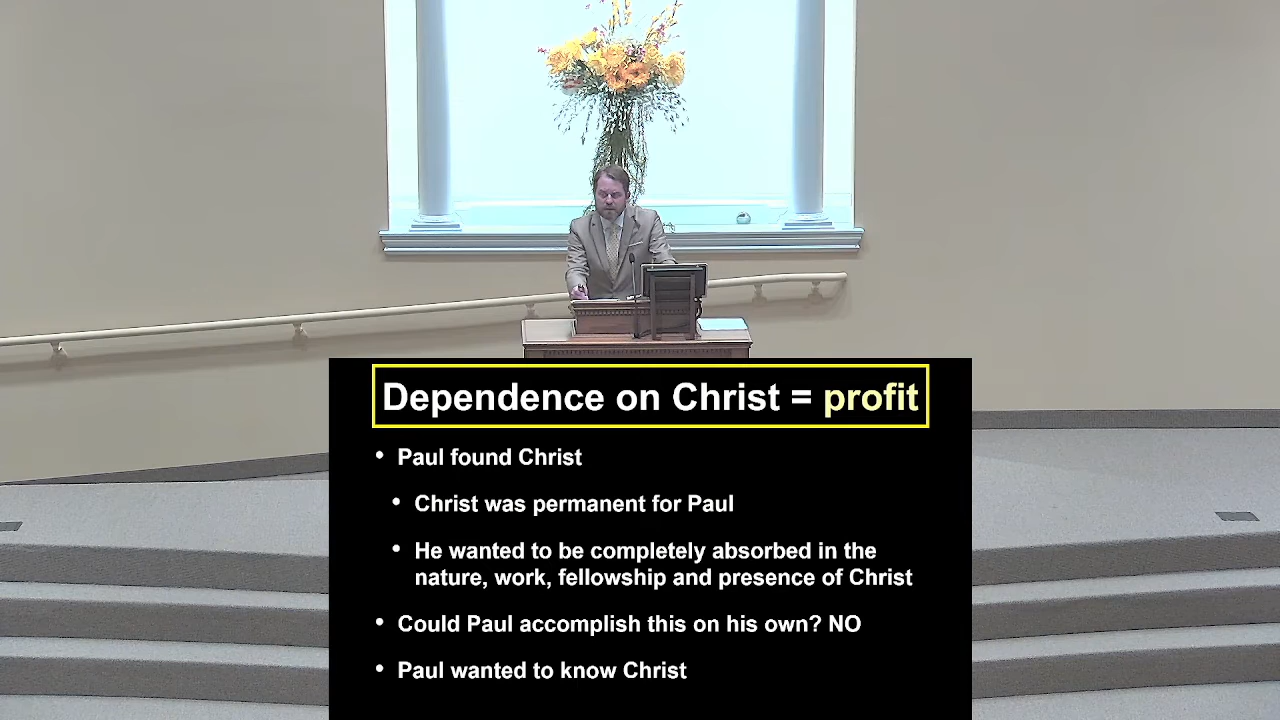 Dependence on Christ = profit
• Paul found Christ
• Christ was permanent for Paul
• He wanted to be completely absorbed in the
nature, work, fellowship and presence of Christ
• Could Paul accomplish this on his own? NO
• Paul wanted to know Christ